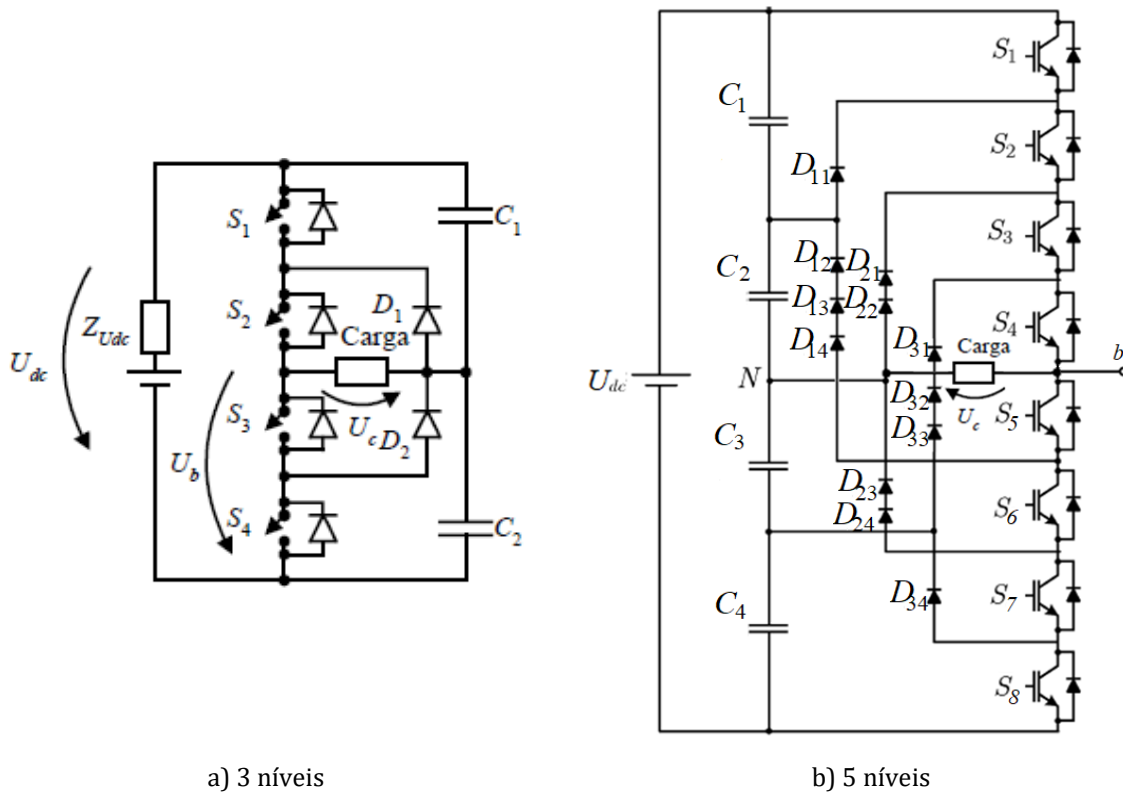 S1
C1
S2
D1
Carga
ZUdc
Udc
S3
Uc
D2
Ub
S4
C2
a) 3 níveis
S1
C1
S2
D11
S3
C2
D12
D21
D13
D22
S4
D14
D31
Carga
b
Udc
N
D32
Uc
S5
D33
C3
D23
S6
D24
C4
D34
S7
S8
b) 5 níveis